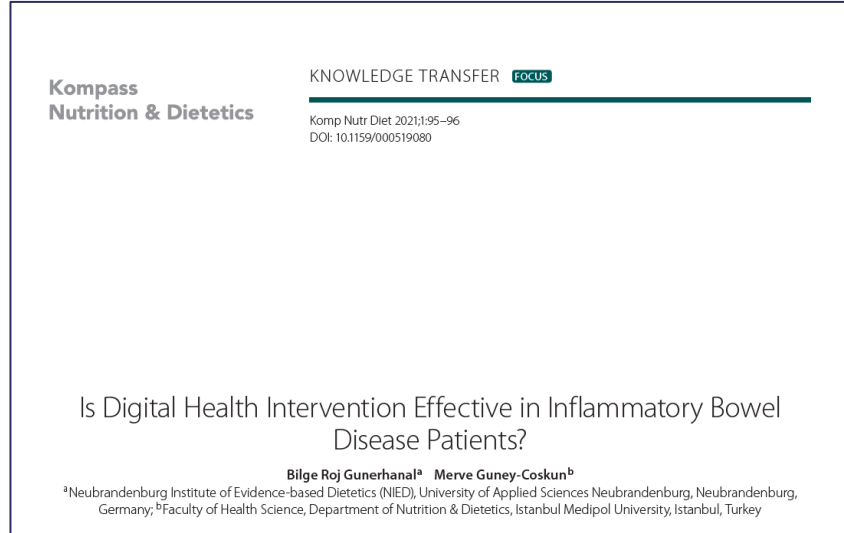 Kompass
Nutrition & Dietetics
KNOWLEDGE TRANSFER FOCUS
Komp Nutr Diet 2021;1:95–96
DOI: 10.1159/000519080
Is Digital Health Intervention Effective in Inflammatory Bowel
Disease Patients?
Bilge Roj Gunerhanalᵃ Merve Guney-Coskunᵇ
ᵃNeubrandenburg Institute of Evidence-based Dietetics (NIED), University of Applied Sciences Neubrandenburg, Neubrandenburg,
Germany; ᵇFaculty of Health Science, Department of Nutrition & Dietetics, Istanbul Medipol University, Istanbul, Turkey